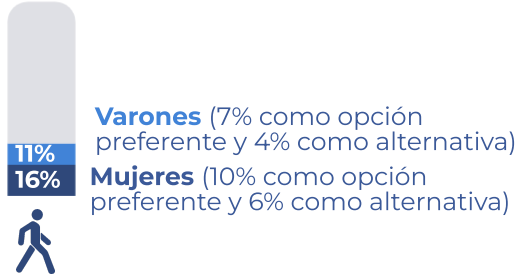 Varones (7% como opción
preferente y 4% como alternativa)
11%
16%
Mujeres (10% como opción
preferente y 6% como alternativa)